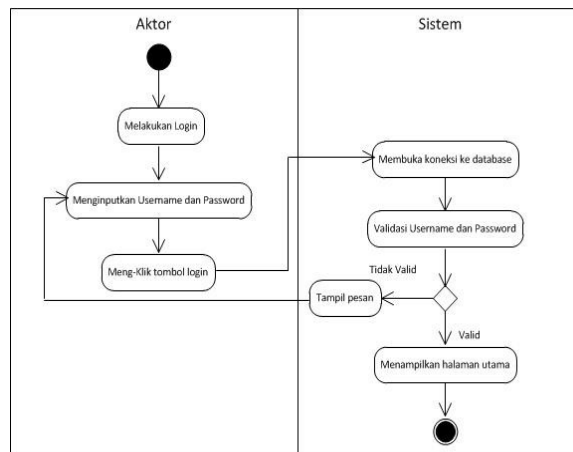 Aktor
Sistem
Melakukan Login
Menginputkan Username dan Password
Meng-Klik tombol login
Membuka koneksi ke database
Validasi Username dan Password
Tidak Valid
Tampil pesan
Valid
Menampilkan halaman utama